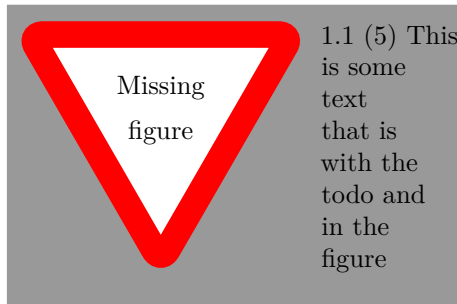 Missing
figure
1.1 (5) This
is some
text
that is
with the
todo and
in the
figure